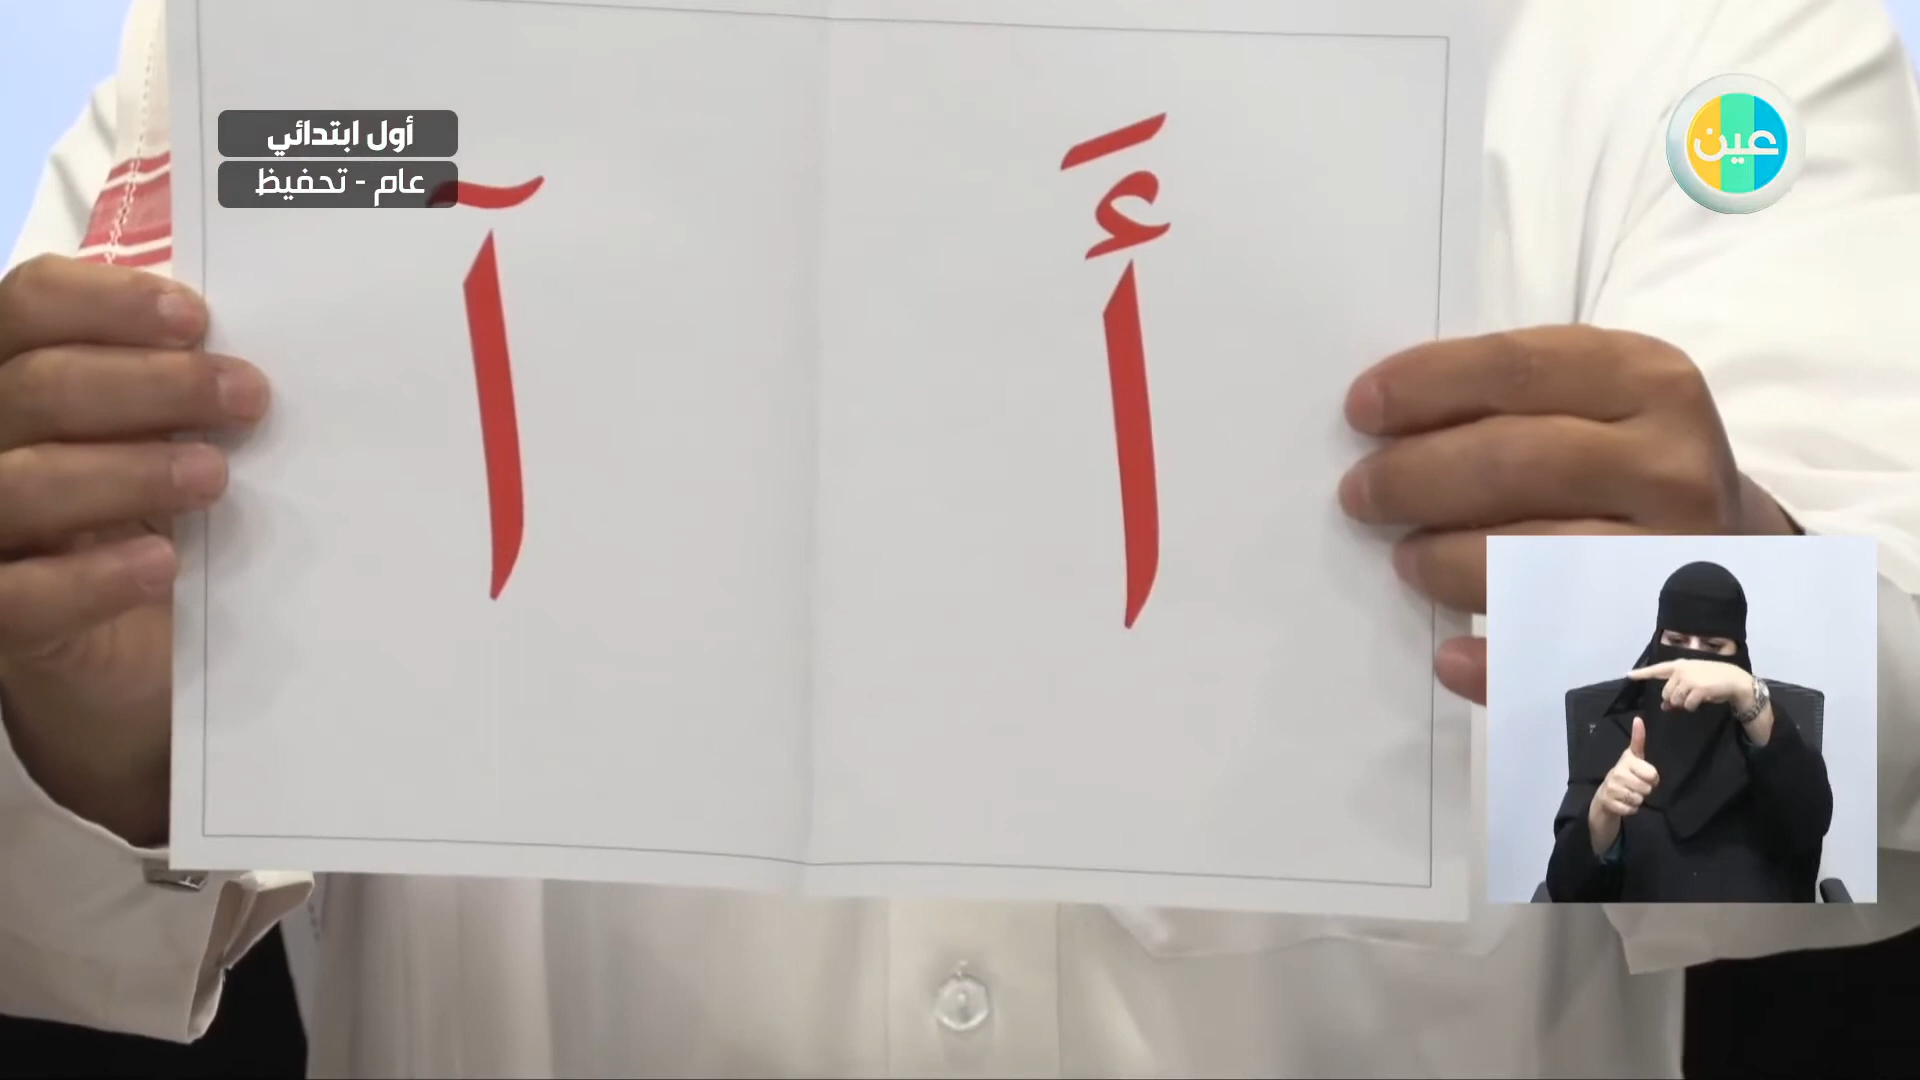 أول ابتدائي
عام - تحفيظ
عين
أَ
آ